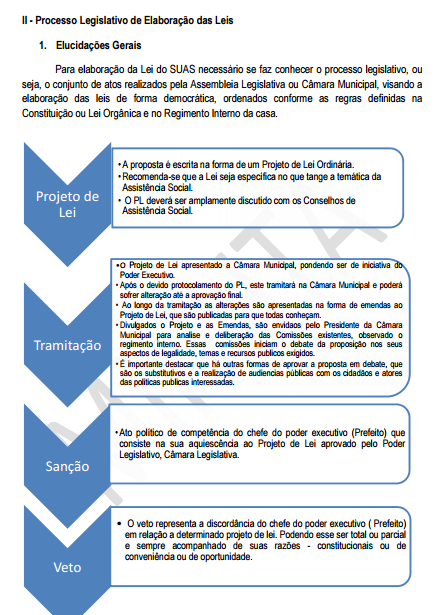 II - Processo Legislativo de Elaboração das Leis
1. Elucidações Gerais
Para elaboração da Lei do SUAS necessário se faz conhecer o processo legislativo, ou
seja, o conjunto de atos realizados pela Assembleia Legislativa ou Câmara Municipal, visando a
elaboração das leis de forma democrática, ordenados conforme as regras definidas na
Constituição ou Lei Orgânica e no Regimento Interno da casa.
Projeto de
Lei
•A proposta é escrita na forma de um Projeto de Lei Ordinária.
•Recomenda-se que a Lei seja especifica no que tange a temática da
Assistência Social.
• O PL deverá ser amplamente discutido com os Conselhos de
Assistência Social.
Tramitação
•O Projeto de Lei apresentado a Câmara Municipal, pondendo ser de iniciativa do
Poder Executivo.
•Após o devido protocolamento do PL, este tramitará na Câmara Municipal e poderá
sofrer alteração até a aprovação final.
•Ao longo da tramitação as alterações são apresentadas na forma de emendas ao
Projeto de Lei, que são publicadas para que todas conheçam.
•Divulgados o Projeto e as Emendas, são envidaos pelo Presidente da Câmara
Municipal para analise e deliberação das Comissões existentes, observado o
regimento interno. Essas comissões iniciam o debate da proposição nos seus
aspectos de legalidade, temas e recursos publicos exigidos.
•É importante destacar que há outras formas de aprovar a proposta em debate, que
são os substitutivos e a realização de audiencias públicas com os cidadãos e atores
das politicas publicas interessadas.
Sanção
•Ato político de competência do chefe do poder executivo (Prefeito) que
consiste na sua aquiescência ao Projeto de Lei aprovado pelo Poder
Legislativo, Câmara Legislativa.
Veto
• O veto representa a discordância do chefe do poder executivo ( Prefeito)
em relação a determinado projeto de lei. Podendo esse ser total ou parcial
e sempre acompanhado de suas razões - constitucionais ou de
conveniência ou de oportunidade.